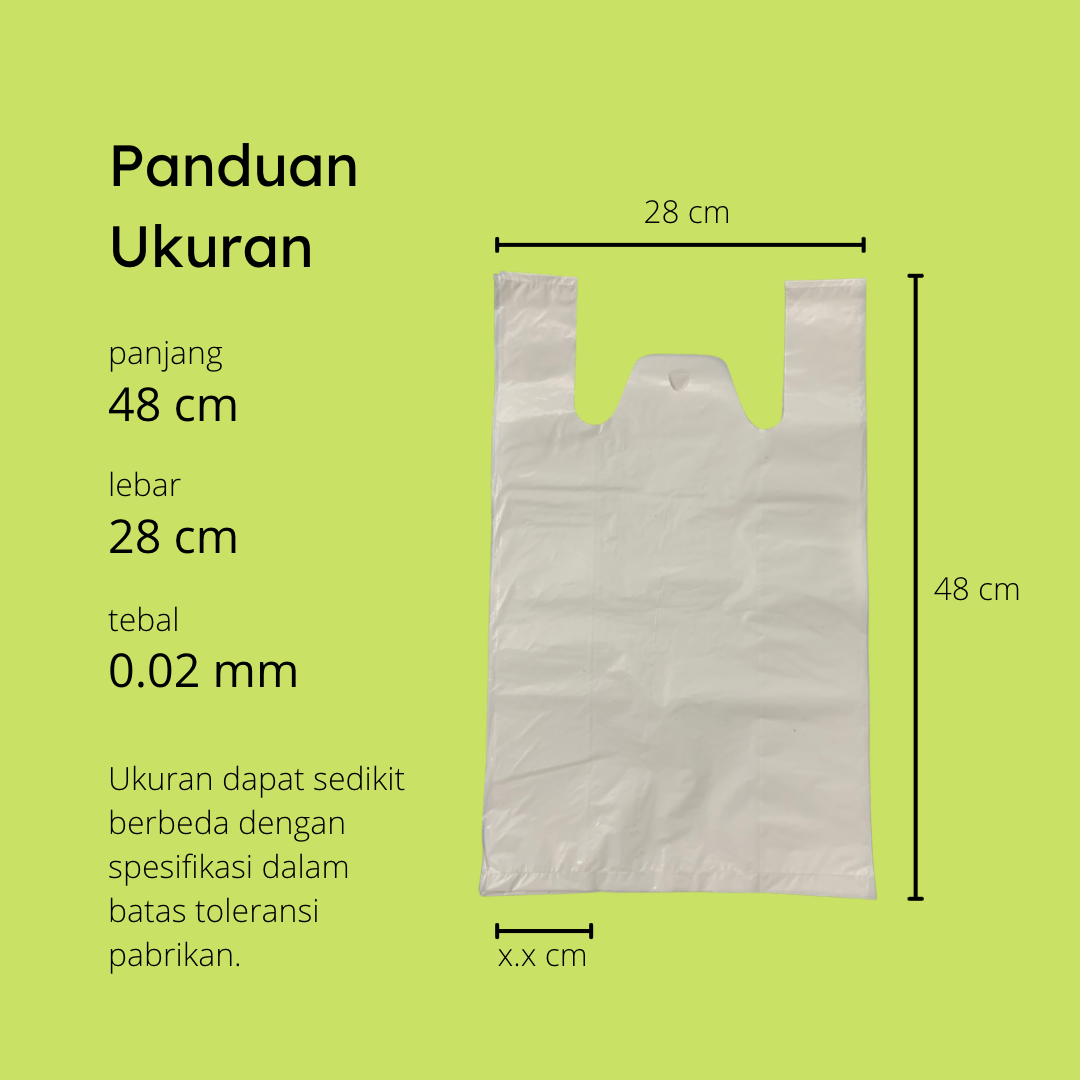 Panduan
Ukuran
panjang
48 cm
lebar
28 cm
tebal
0.02 mm
Ukuran dapat sedikit
berbeda dengan
spesifikasi dalam
batas toleransi
pabrikan.
28 cm
48 cm
x.x cm